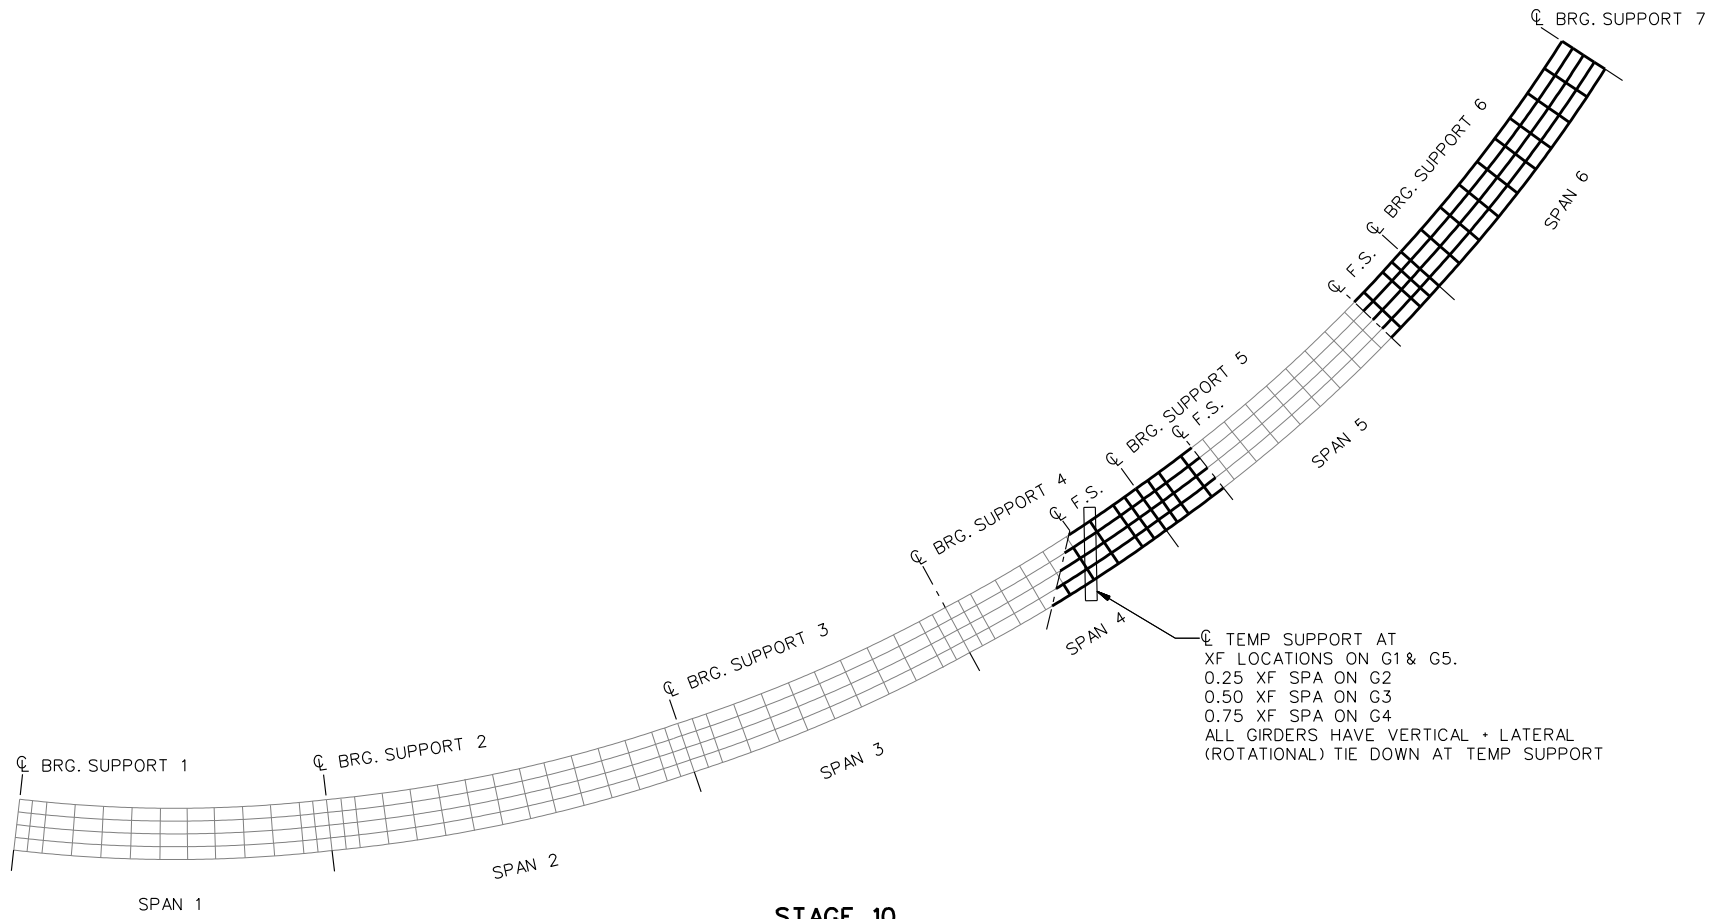 ℄ BRG. SUPPORT 7
℄ BRG. SUPPORT 6
SPAN 6
℄ F.S.
℄ BRG. SUPPORT 5
℄ F.S.
SPAN 5
℄ BRG. SUPPORT 4
℄ F.S.
SPAN 4
℄ TEMP SUPPORT AT
XF LOCATIONS ON G1 & G5.
0.25 XF SPA ON G2
0.50 XF SPA ON G3
0.75 XF SPA ON G4
ALL GIRDERS HAVE VERTICAL + LATERAL
(ROTATIONAL) TIE DOWN AT TEMP SUPPORT
℄ BRG. SUPPORT 3
SPAN 3
℄ BRG. SUPPORT 2
℄ BRG. SUPPORT 1
SPAN 2
SPAN 1
STAGE 10